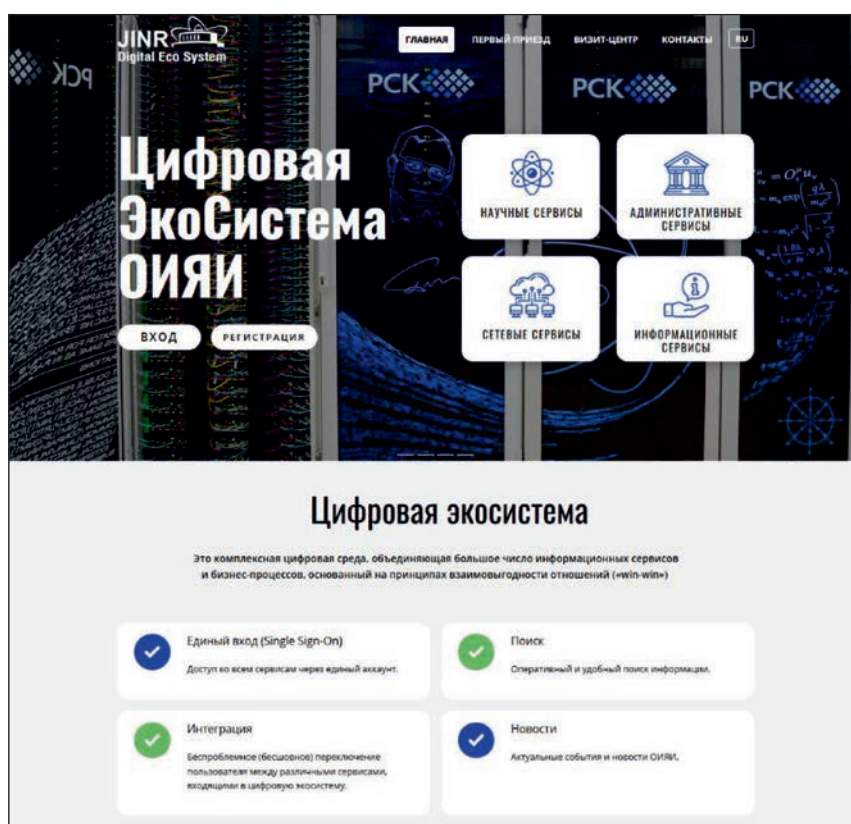 JINR
Digital Eco System
ГЛАВНАЯ ПЕРВЫЙ ПРИЕЗД ВИЗИТ-ЦЕНТР КОНТАКТЫ RU
РСК
РСК РСК РСК
Цифровая
ЭкоСистема
ОИЯИ
ВХОД РЕГИСТРАЦИЯ
НАУЧНЫЕ СЕРВИСЫ
АДМИНИСТРАТИВНЫЕ
СЕРВИСЫ
СЕТЕВЫЕ СЕРВИСЫ
ИНФОРМАЦИОННЫЕ
СЕРВИСЫ
Цифровая экосистема
Это комплексная цифровая среда, объединяющая большое число информационных сервисов
и бизнес-процессов, основанный на принципах взаимовыгодности отношений («win-win»)
Единый вход (Single Sign-On)
Доступ ко всем сервисам через единый аккаунт.
Поиск
Оперативный и удобный поиск информации.
Интеграция
Беспроблемное (бесшовное) переключение
пользователя между различными сервисами,
входящими в цифровую экосистему.
Новости
Актуальные события и новости ОИЯИ.